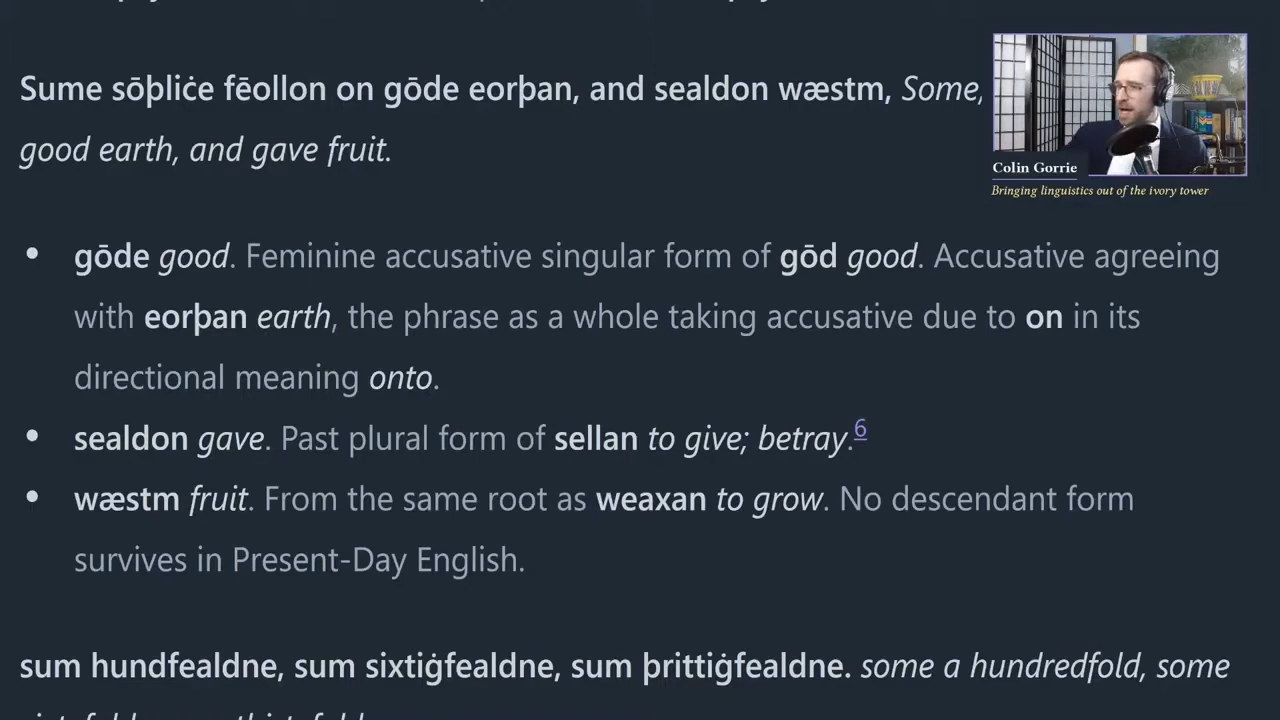 Sume sōþliċe fēollon on gōde eorþan, and sealdon wæstm, Some,
good earth, and gave fruit.
Colin Gorrie
Bringing linguistics out of the ivory tower
• gōde good. Feminine accusative singular form of gōd good. Accusative agreeing
with eorþan earth, the phrase as a whole taking accusative due to on in its
directional meaning onto.
• sealdon gave. Past plural form of sellan to give; betray.6
• wæstm fruit. From the same root as weaxan to grow. No descendant form
survives in Present-Day English.
sum hundfealdne, sum sixtiġfealdne, sum þrittiġfealdne. some a hundredfold, some